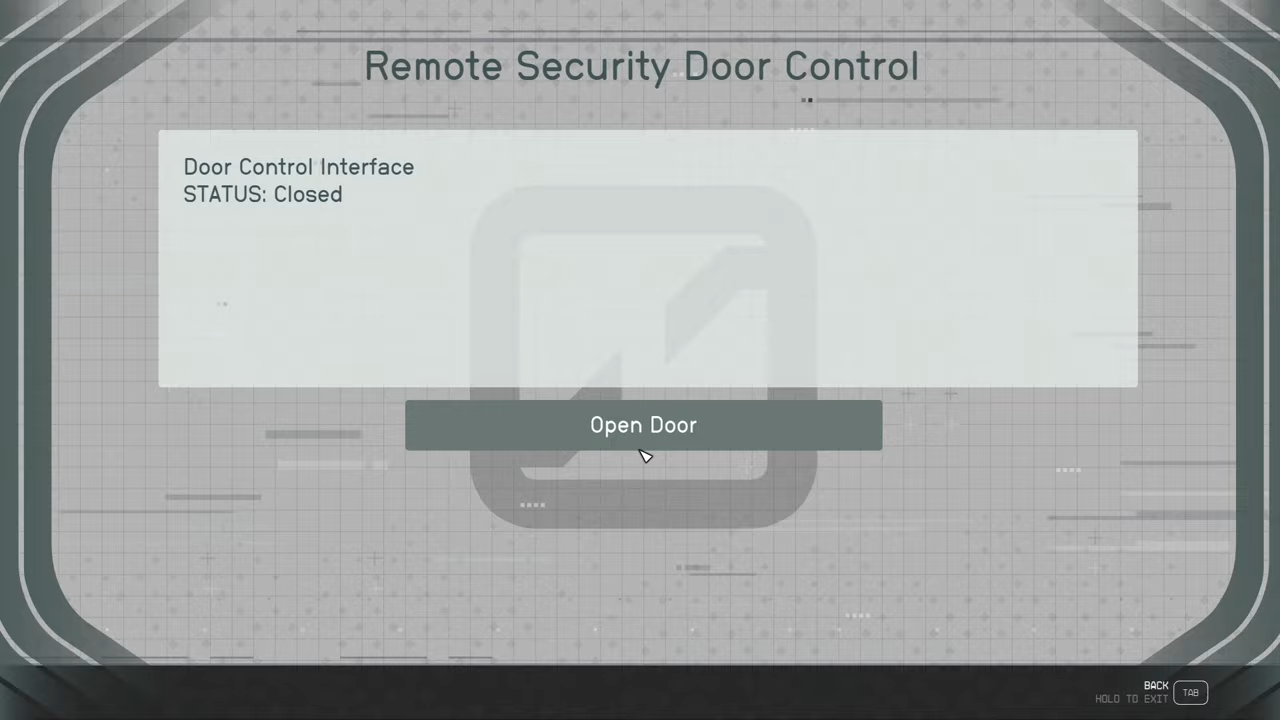 Remote Security Door Control
Door Control Interface
STATUS: Closed
Open Door
BACK
HOLD TO EXIT
TAB